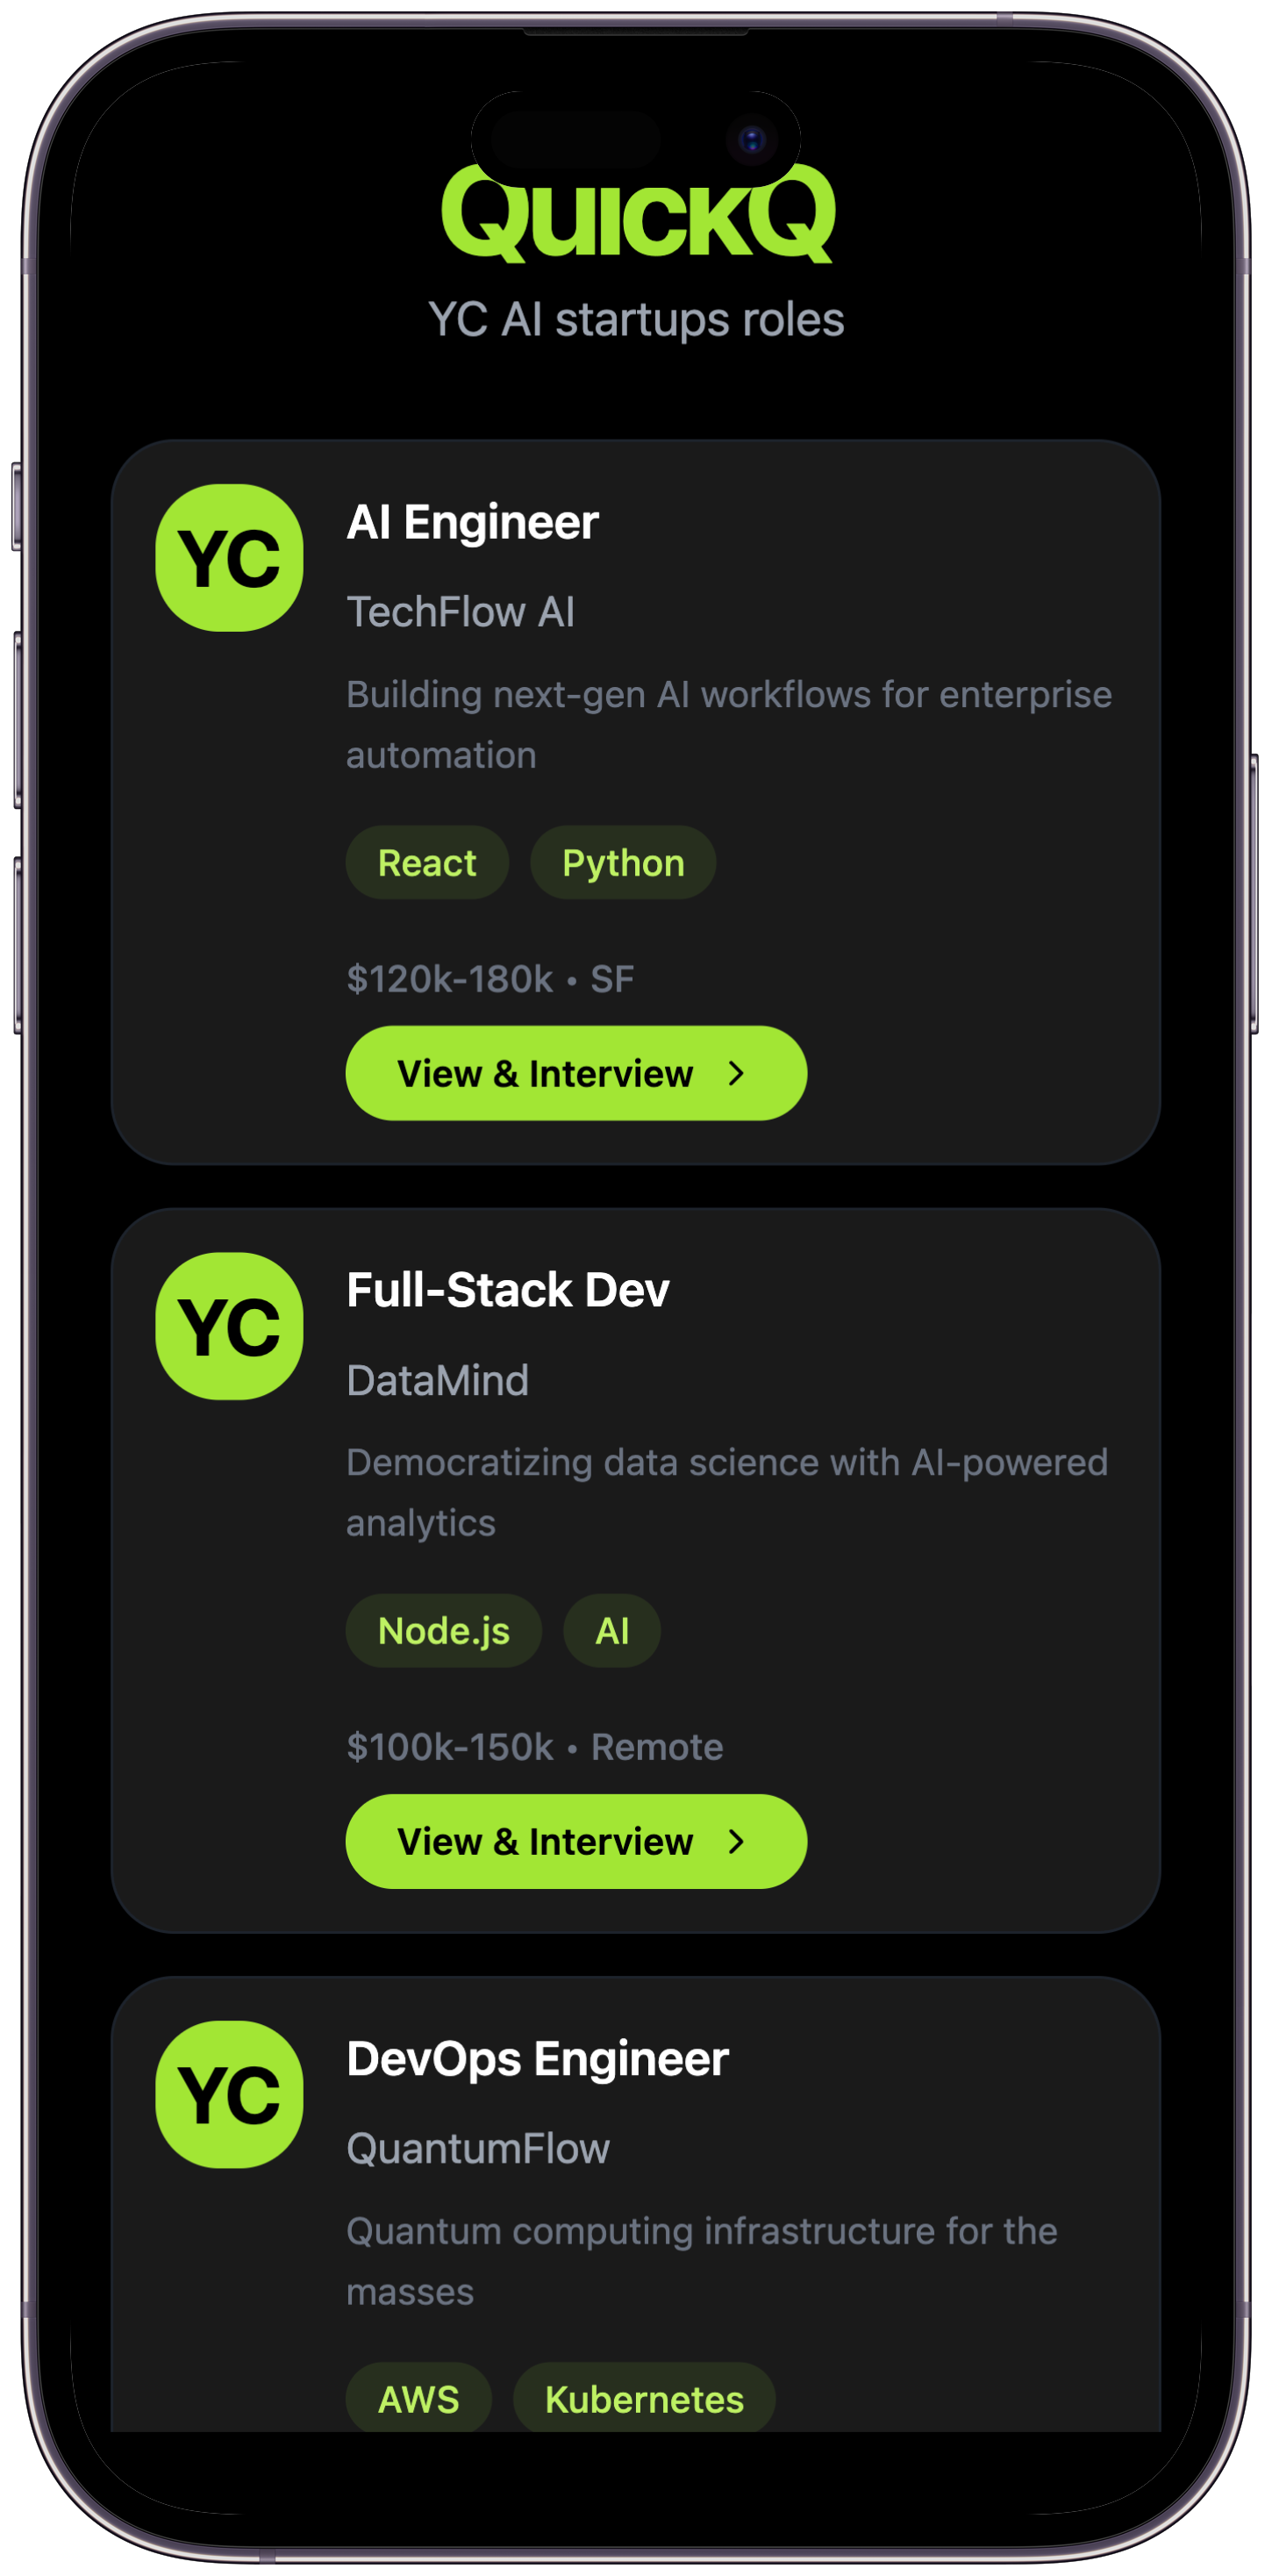 QuickQ
YC AI startups roles
YC
AI Engineer
TechFlow AI
Building next-gen AI workflows for enterprise
automation
React Python
$120k-180k • SF
View & Interview >
YC
Full-Stack Dev
DataMind
Democratizing data science with AI-powered
analytics
Node.js AI
$100k-150k • Remote
View & Interview >
YC
DevOps Engineer
QuantumFlow
Quantum computing infrastructure for the
masses
AWS Kubernetes